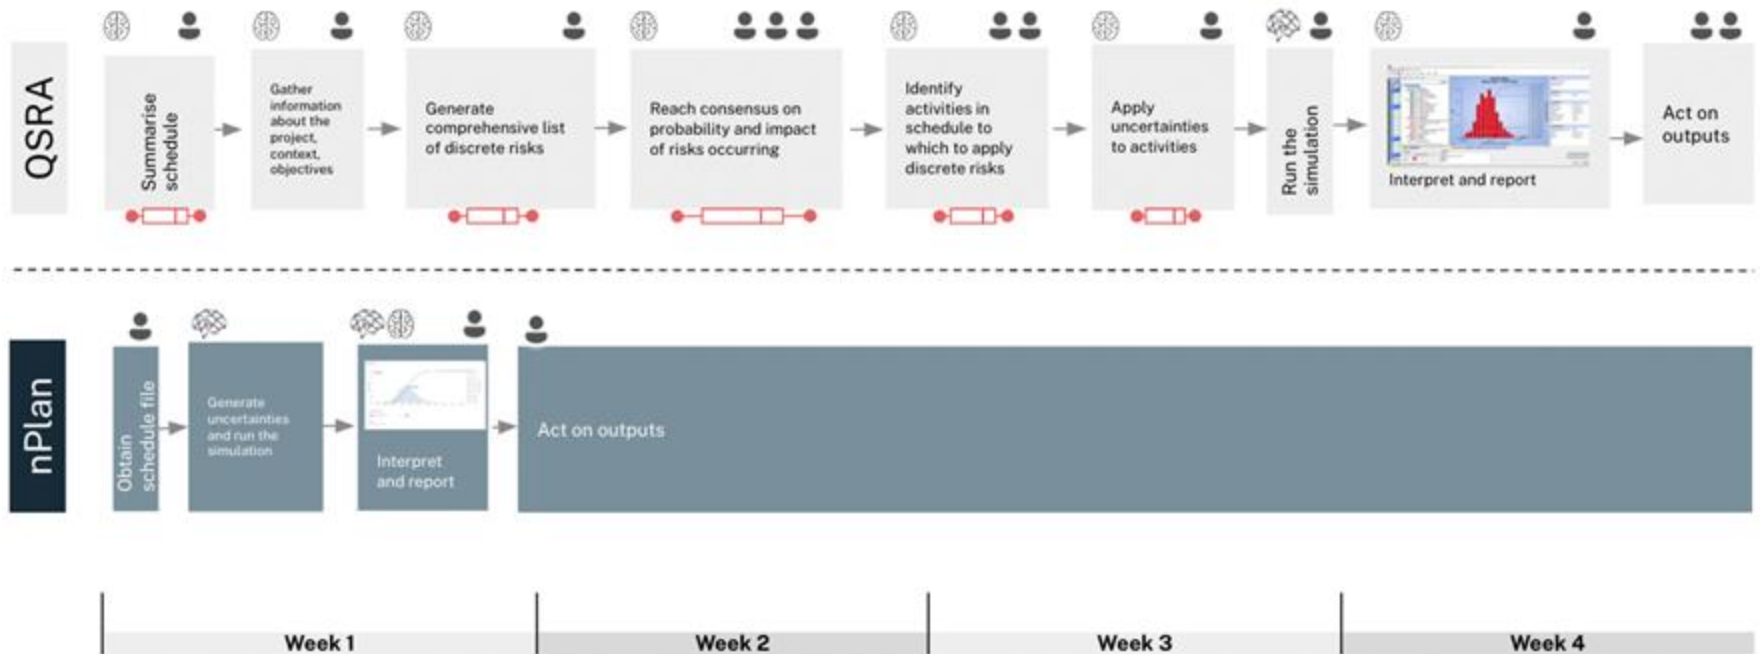 QSRA
Summarise
schedule
Gather
information
about the
project,
context,
objectives
Generate
comprehensive list
of discrete risks
Reach consensus on
probability and impact
of risks occurring
Identify
activities in
schedule to
which to apply
discrete risks
Apply
uncertainties
to activities
Run the
simulation
Interpret and report
Act on
outputs
nPlan
Obtain
schedule file
Generate
uncertainties
and run the
simulation
Interpret
and report
Act on outputs
Week 1
Week 2
Week 3
Week 4